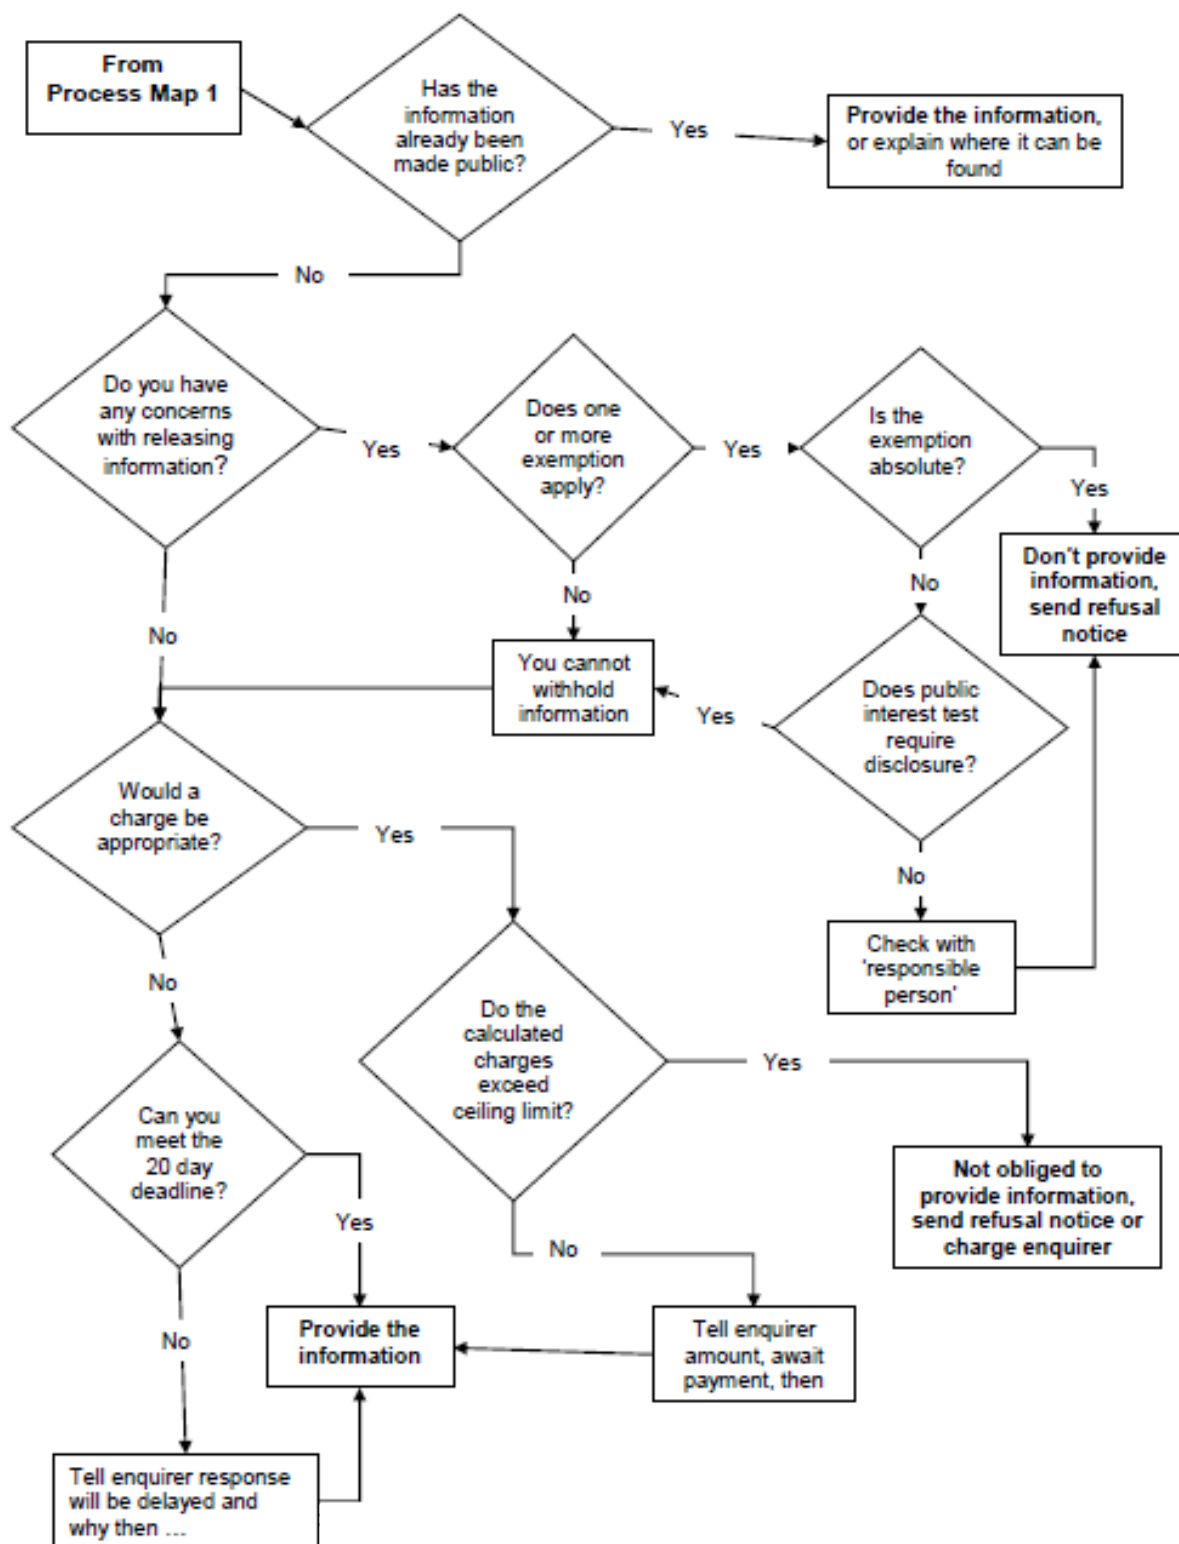 From
Process Map 1
Has the
information
already been
made public?
Yes
Provide the information,
or explain where it can be
found
No
Do you have
any concerns
with releasing
information?
Yes
Does one
or more
exemption
apply?
Yes
Is the
exemption
absolute?
Yes
Don't provide
information,
send refusal
notice
No
No
No
You cannot
withhold
information
Yes
Does public
interest test
require
disclosure?
Would a
charge be
appropriate?
Yes
No
Check with
'responsible
person'
No
Do the
calculated
charges
exceed
ceiling limit?
Yes
Can you
meet the
20 day
deadline?
Yes
Not obliged to
provide information,
send refusal notice or
charge enquirer
No
No
Provide the
information
Tell enquirer
amount, await
payment, then
Tell enquirer response
will be delayed and
why then ...